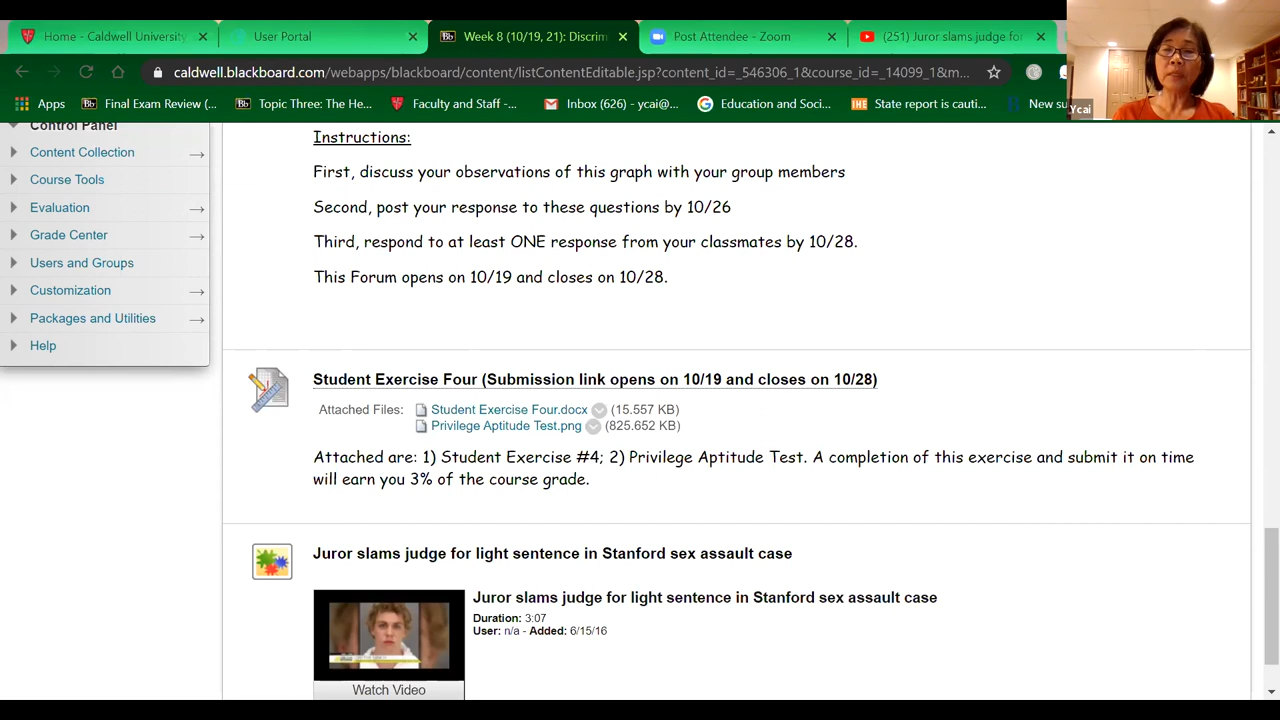 Home - Caldwell University,
User Portal
Week 8 (10/19, 21): Discrim
Post Attendee - Zoom
(251) Juror slams judge for
caldwell.blackboard.com/webapps/blackboard/content/listContentEditable.jsp?content_id=_546306_1&course_id=_14099_1&m...
Apps
Final Exam Review (...
Topic Three: The He...
Faculty and Staff -...
Inbox (626) - ycai@...
Education and Soci...
State report is cauti...
New su
Ycai
Control Panel
Content Collection
Course Tools
Evaluation
Grade Center
Users and Groups
Customization
Packages and Utilities
Help
Instructions:
First, discuss your observations of this graph with your group members
Second, post your response to these questions by 10/26
Third, respond to at least ONE response from your classmates by 10/28.
This Forum opens on 10/19 and closes on 10/28.
Student Exercise Four (Submission link opens on 10/19 and closes on 10/28)
Attached Files: Student Exercise Four.docx (15.557 KB)
Privilege Aptitude Test.png (825.652 KB)
Attached are: 1) Student Exercise #4; 2) Privilege Aptitude Test. A completion of this exercise and submit it on time
will earn you 3% of the course grade.
Juror slams judge for light sentence in Stanford sex assault case
Juror slams judge for light sentence in Stanford sex assault case
Duration: 3:07
User: n/a - Added: 6/15/16
Watch Video